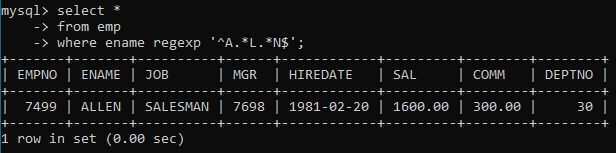 mysql> select *
    -> from emp
    -> where ename regexp '^A.*L.*N$';
+-------+-------+----------+------+------------+---------+--------+--------+
| EMPNO | ENAME | JOB      | MGR  | HIREDATE   | SAL     | COMM   | DEPTNO |
+-------+-------+----------+------+------------+---------+--------+--------+
|  7499 | ALLEN | SALESMAN | 7698 | 1981-02-20 | 1600.00 | 300.00 |     30 |
+-------+-------+----------+------+------------+---------+--------+--------+
1 row in set (0.00 sec)